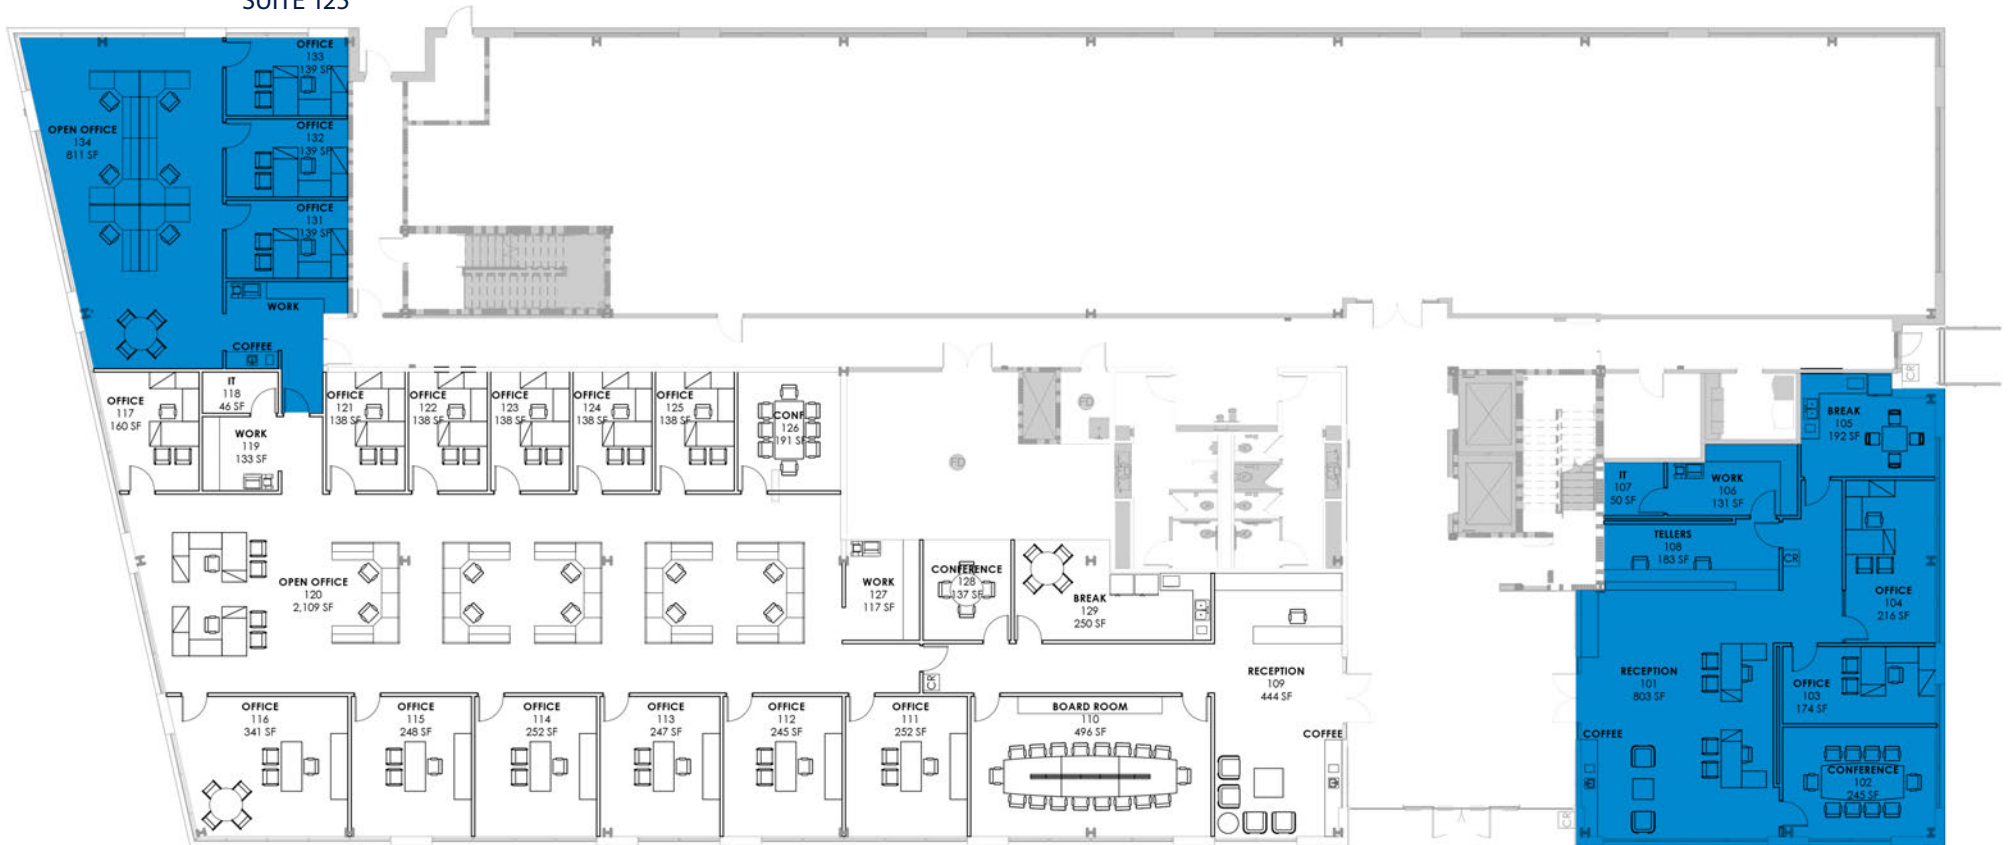 SUITE 125
OFFICE
133
139 SF
OPEN OFFICE
134
811 SF
OFFICE
132
139 SF
OFFICE
131
139 SF
WORK
COFFEE
OFFICE
117
160 SF
IT
118
46 SF
WORK
119
133 SF
OFFICE
121
138 SF
OFFICE
122
138 SF
OFFICE
123
138 SF
OFFICE
124
138 SF
OFFICE
125
138 SF
CONF
126
191 SF
FD
FD
CR
BREAK
105
192 SF
IT
107
50 SF
WORK
106
131 SF
TELLERS
108
183 SF
CR
OFFICE
104
216 SF
OPEN OFFICE
120
2,109 SF
WORK
127
117 SF
CONFERENCE
128
137 SF
BREAK
129
250 SF
CR
RECEPTION
109
444 SF
RECEPTION
101
803 SF
OFFICE
103
174 SF
OFFICE
116
341 SF
OFFICE
115
248 SF
OFFICE
114
252 SF
OFFICE
113
247 SF
OFFICE
112
245 SF
OFFICE
111
252 SF
BOARD ROOM
110
496 SF
COFFEE
COFFEE
CONFERENCE
102
245 SF
CR